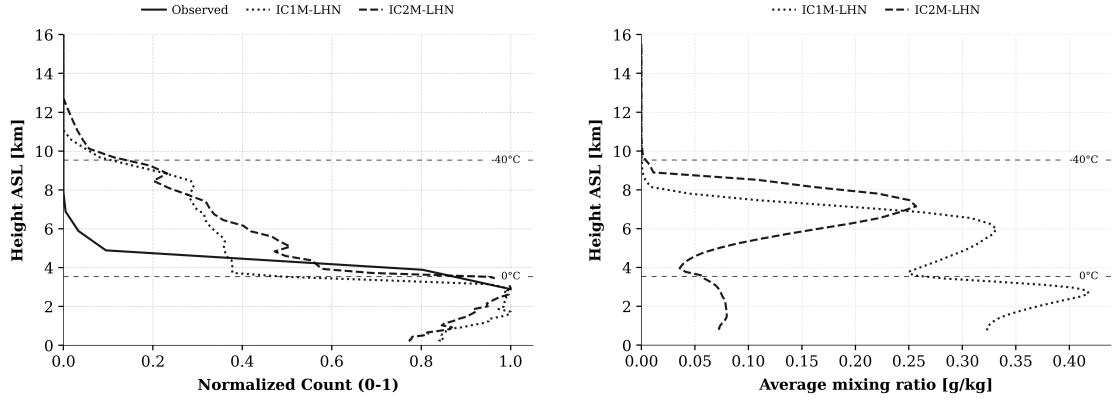 Observed IC1M-LHN IC2M-LHN
16
14
12
10
8
6
4
2
0
Height ASL [km]
-40°C
0°C
0.0 0.2 0.4 0.6 0.8 1.0
Normalized Count (0-1)
IC1M-LHN IC2M-LHN
16
14
12
10
8
6
4
2
0
Height ASL [km]
-40°C
0°C
0.00 0.05 0.10 0.15 0.20 0.25 0.30 0.35 0.40
Average mixing ratio [g/kg]